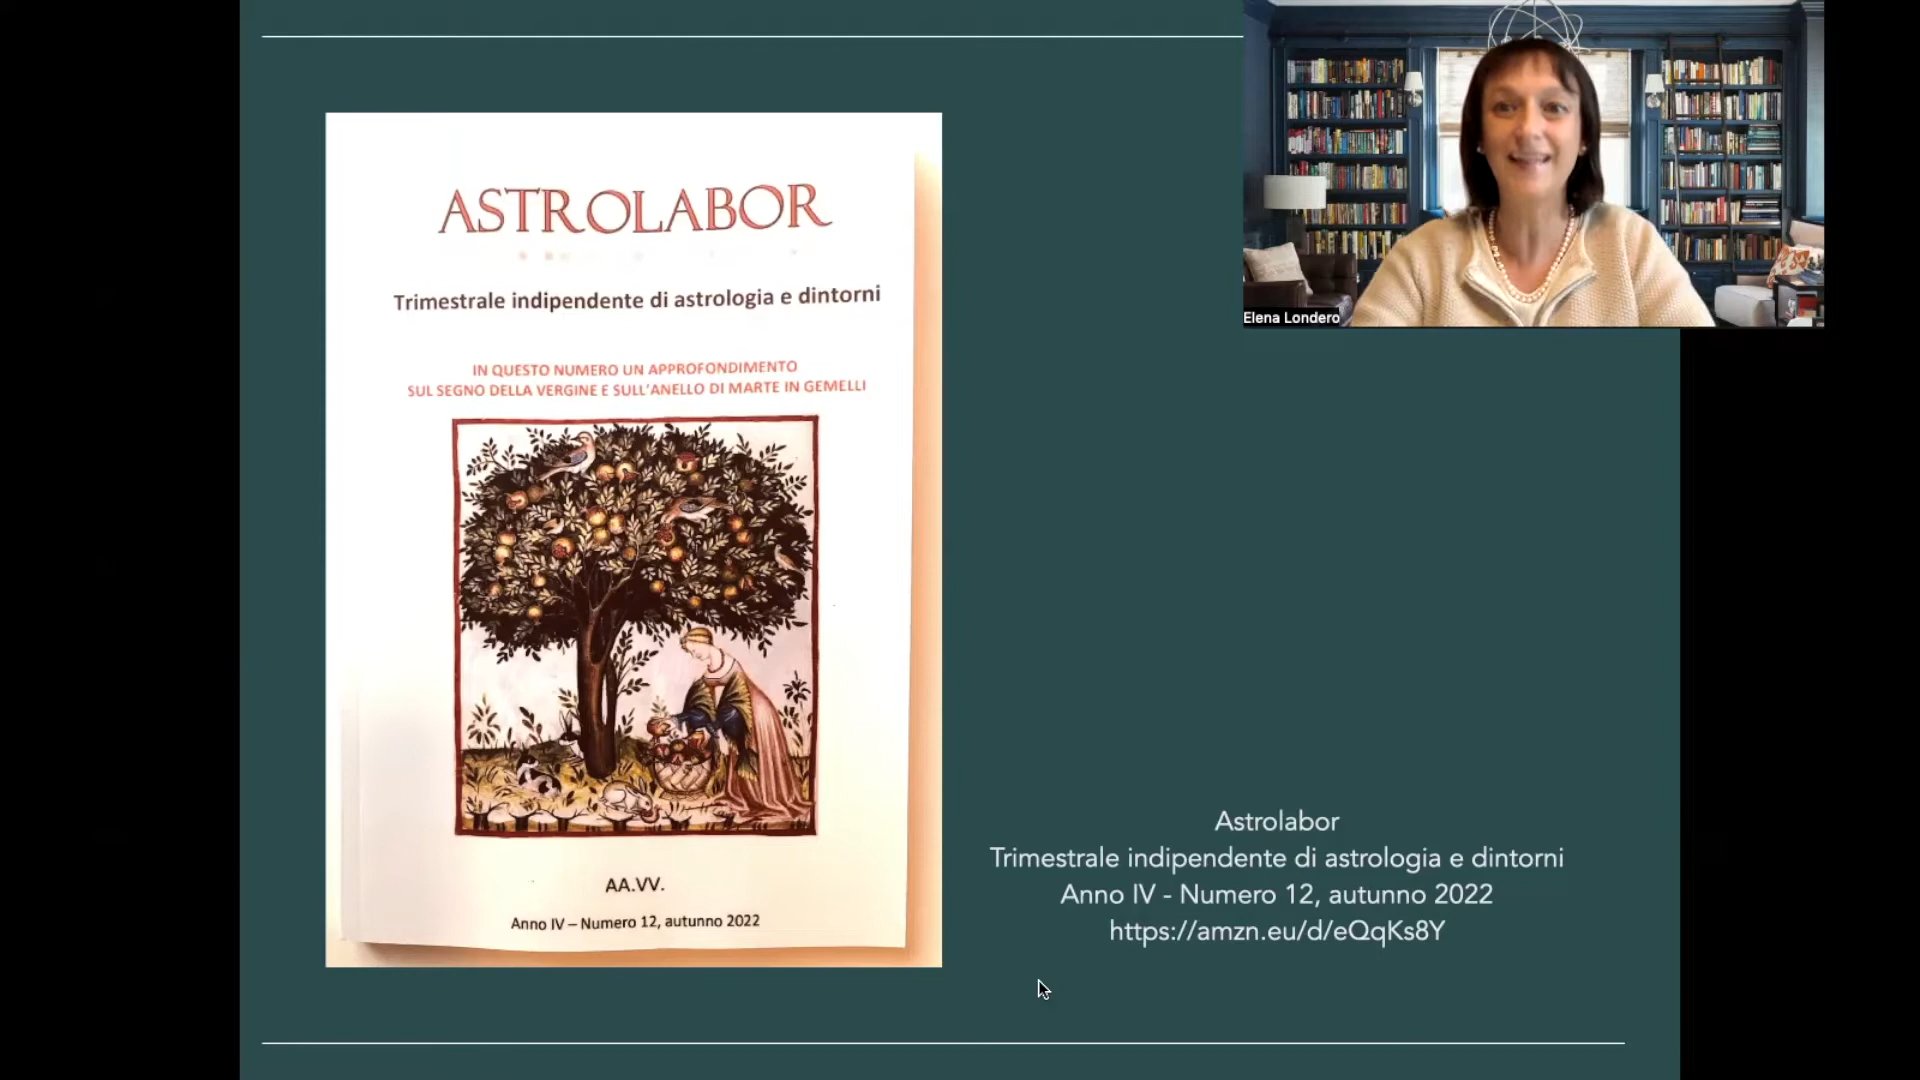 ASTROLABOR
Trimestrale indipendente di astrologia e dintorni
IN QUESTO NUMERO UN APPROFONDIMENTO
SUL SEGNO DELLA VERGINE E SULL'ANELLO DI MARTE IN GEMELLI
AA.VV.
Anno IV – Numero 12, autunno 2022
Elena Londero
Astrolabor
Trimestrale indipendente di astrologia e dintorni
Anno IV - Numero 12, autunno 2022
https://amzn.eu/d/eQqKs8Y